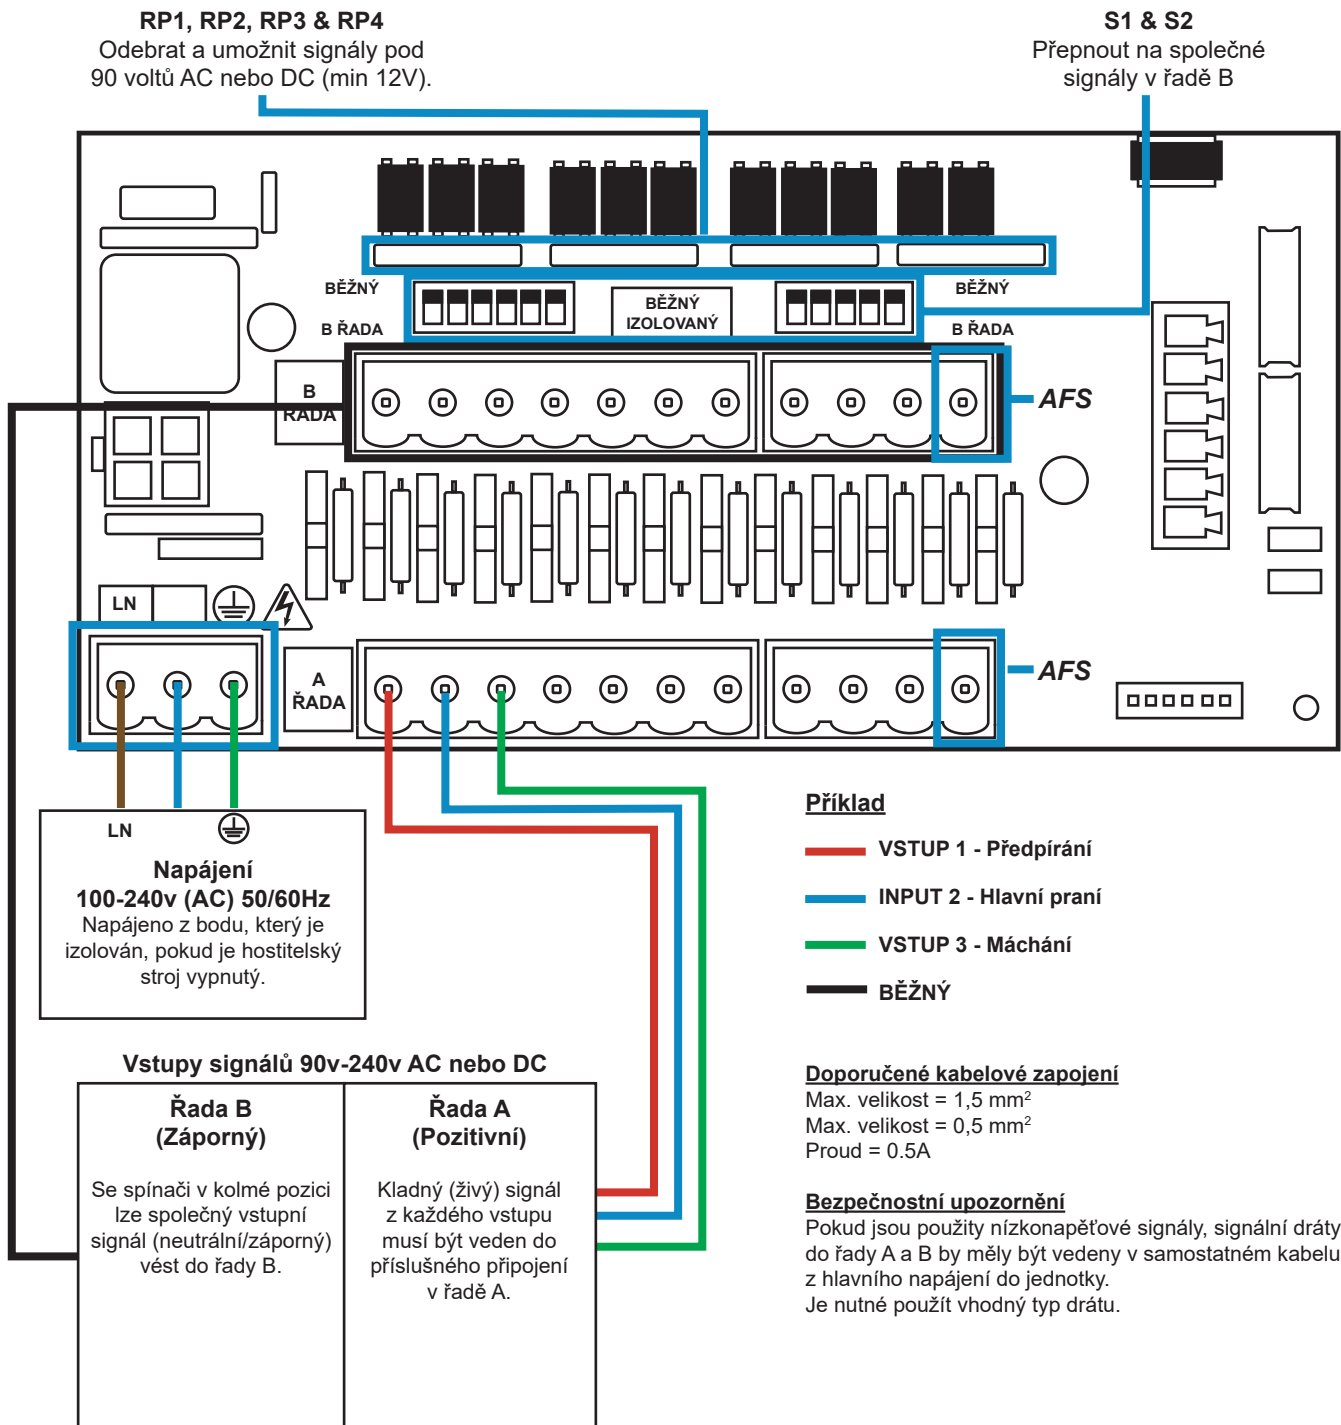 RP1, RP2, RP3 & RP4
Odebrat a umožnit signály pod
90 voltů AC nebo DC (min 12V).
S1 & S2
Přepnout na společné
signály v řadě B
BĚŽNÝ
BĚŽNÝ
IZOLOVANÝ
BĚŽNÝ
B ŘADA
B ŘADA
B
ŘADA
AFS
LN
A
ŘADA
AFS
LN
Napájení
100-240v (AC) 50/60Hz
Napájeno z bodu, který je
izolován, pokud je hostitelský
stroj vypnutý.
Příklad
VSTUP 1 - Předpírání
INPUT 2 - Hlavní praní
VSTUP 3 - Máchání
BĚŽNÝ
Vstupy signálů 90v-240v AC nebo DC
Řada B
(Záporný)
Se spínači v kolmé pozici
lze společný vstupní
signál (neutrální/záporný)
vést do řady B.
Řada A
(Pozitivní)
Kladný (živý) signál
z každého vstupu
musí být veden do
příslušného připojení
v řadě A.
Doporučené kabelové zapojení
Max. velikost = 1,5 mm²
Max. velikost = 0,5 mm²
Proud = 0.5A
Bezpečnostní upozornění
Pokud jsou použity nízkonapěťové signály, signální dráty
do řady A a B by měly být vedeny v samostatném kabelu
z hlavního napájení do jednotky.
Je nutné použít vhodný typ drátu.